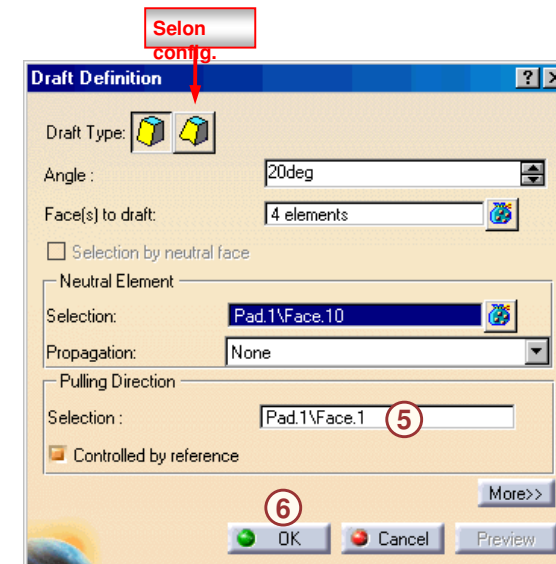 Selon
config.
Draft Definition
Draft Type:
Angle : 20deg
Face(s) to draft: 4 elements
Selection by neutral face
Neutral Element
Selection: Pad.1\Face.10
Propagation: None
Pulling Direction
Selection : Pad.1\Face.1 5
Controlled by reference
More>>
6
OK Cancel Preview